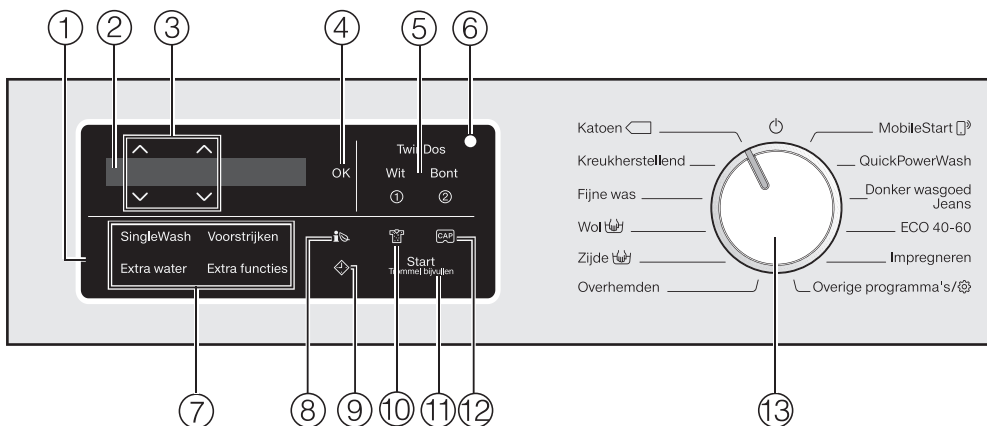 ① ② ③ ④ ⑤ ⑥
TwinDos
OK Wit Bont
① ②
SingleWash Voorstrijken
Extra water Extra functies
CAP
Start
Trommel bijvullen
Katoen
Kreukherstellend
Fijne was
Wol
Zijde
Overhemden
MobileStart
QuickPowerWash
Donker wasgoed
Jeans
ECO 40-60
Impregneren
Overige programma's/
⑦ ⑧ ⑨ ⑩ ⑪ ⑫ ⑬